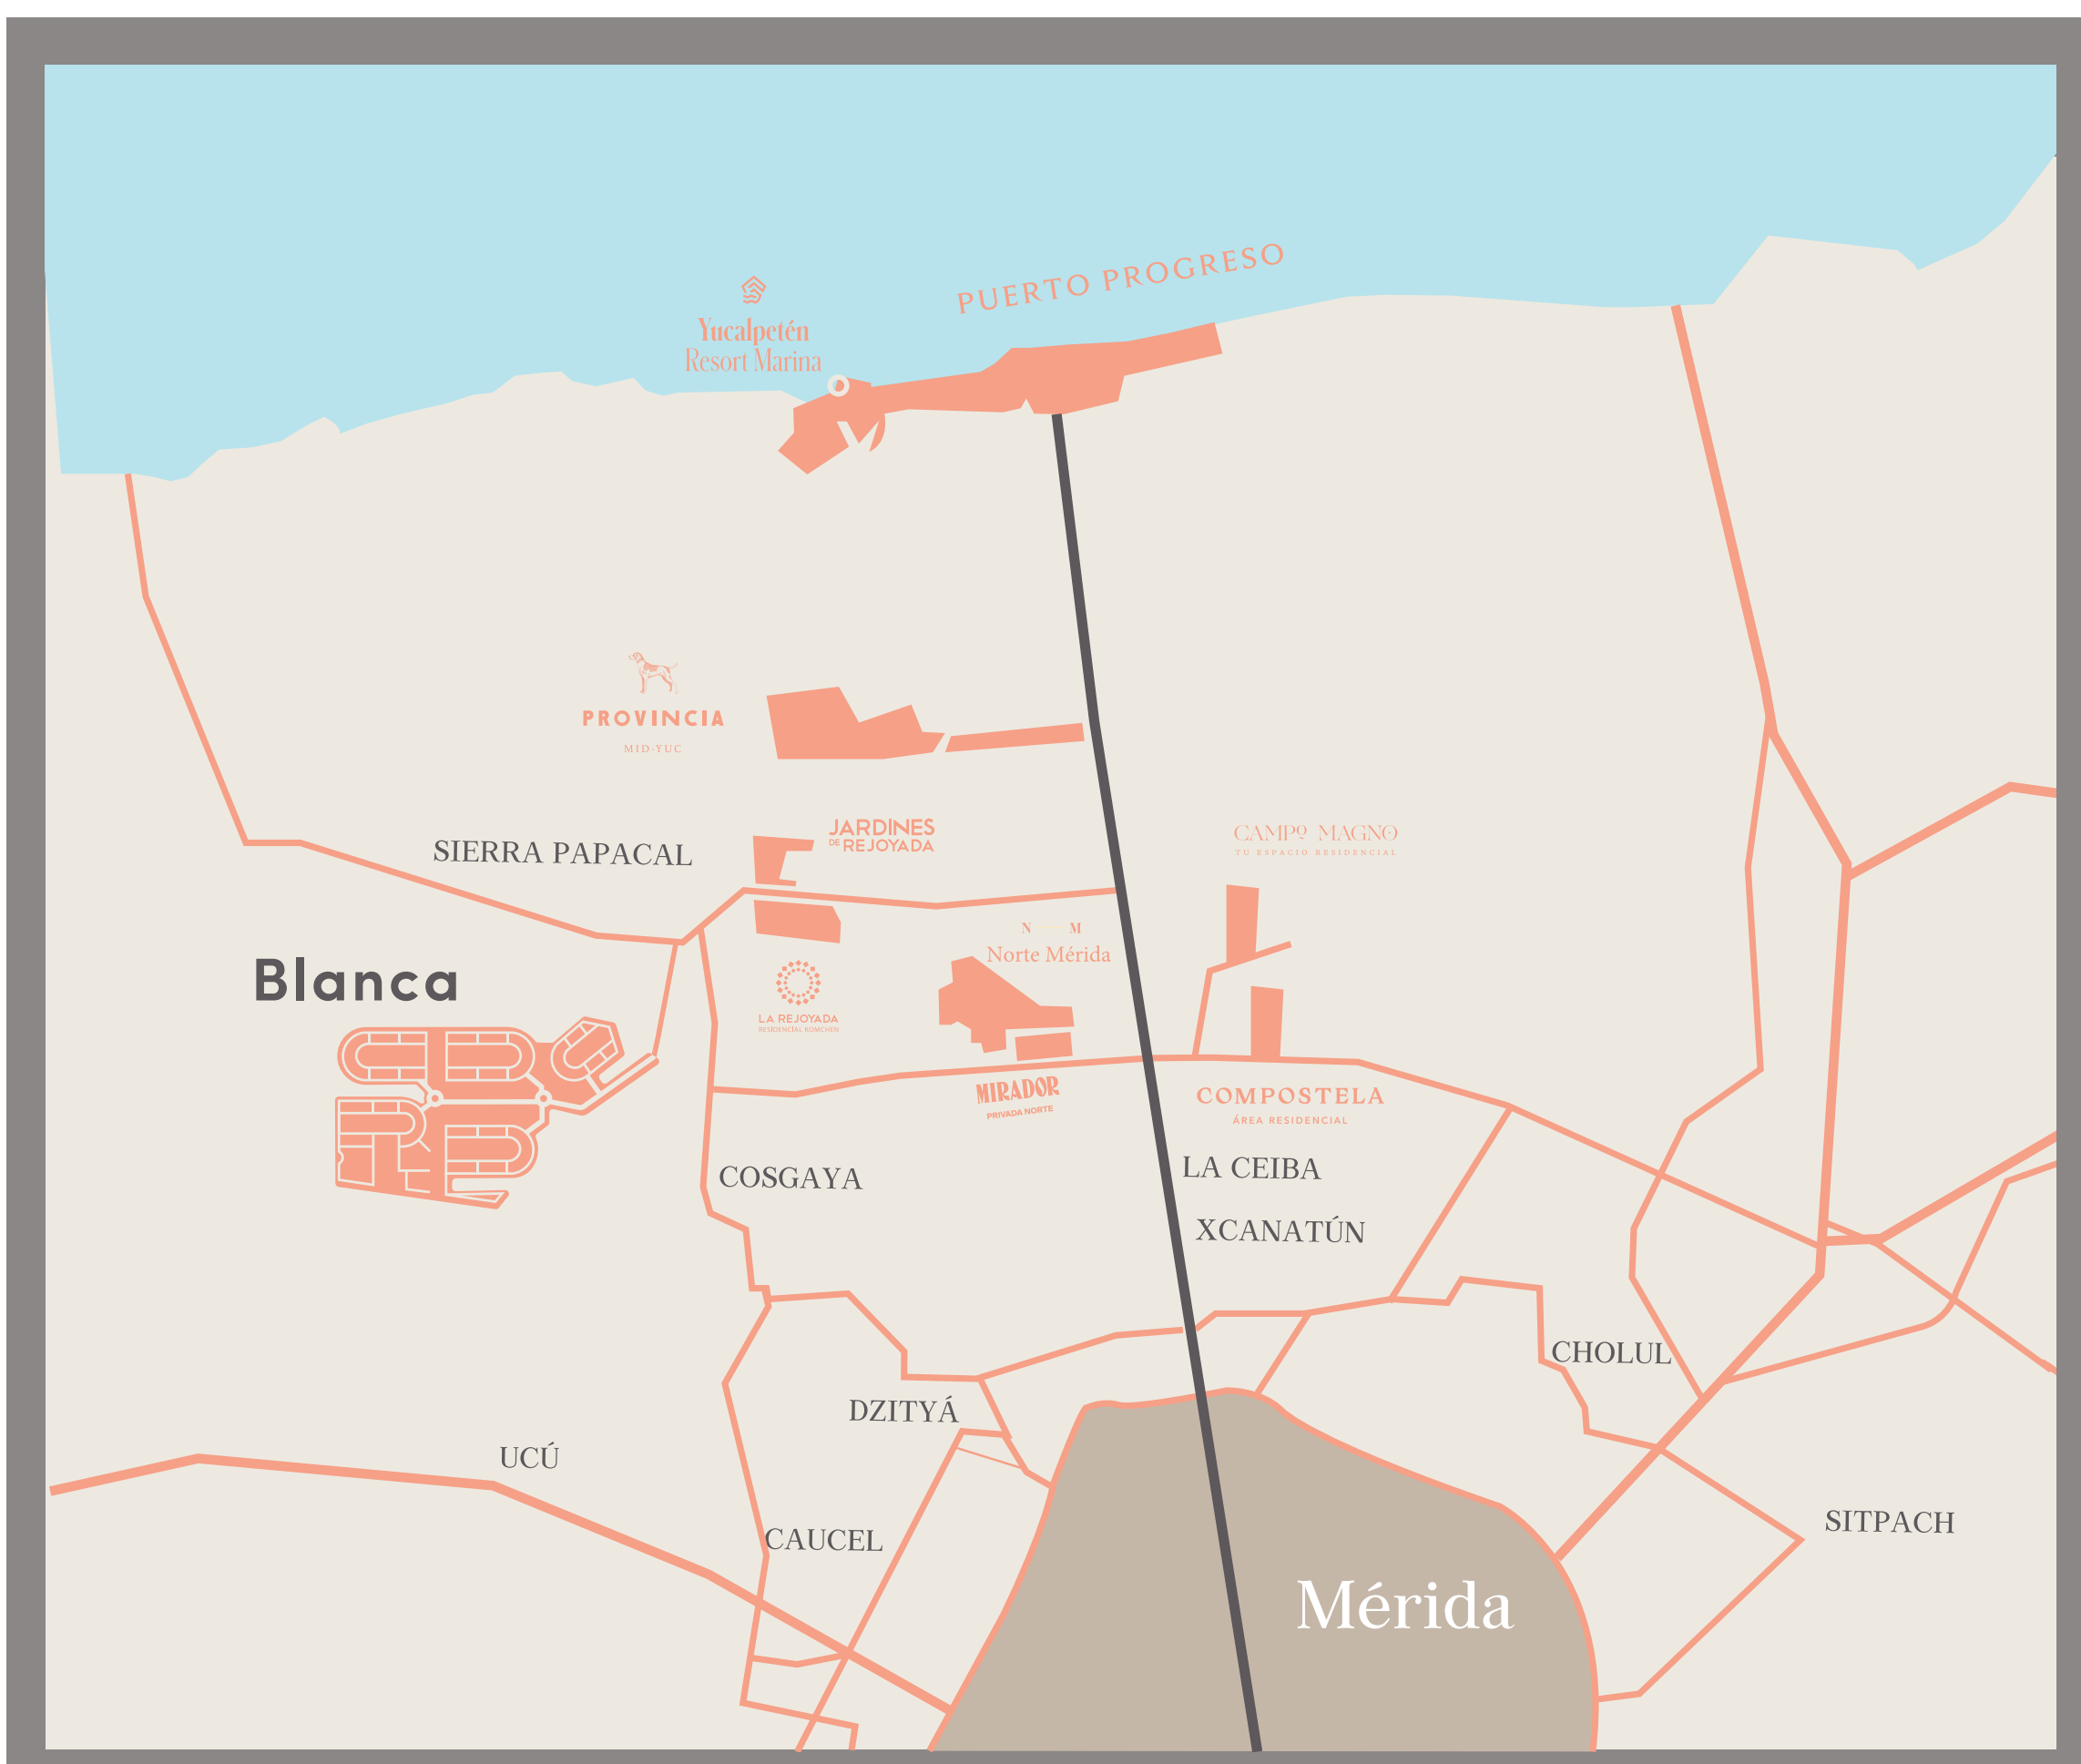 PUERTO PROGRESO
Yucalpetén
Resort Marina
PROVINCIA
MID-YUC
JARDINES
DE REJOYADA
CAMPO MAGNO
TU ESPACIO RESIDENCIAL
SIERRA PAPACAL
N M
Norte Mérida
Blanca
LA REJOYADA
RESIDENCIAL KOMCHEN
MIRADOR
PRIVADA NORTE
COMPOSTELA
ÁREA RESIDENCIAL
COSGAYA
LA CEIBA
XCANATÚN
CHOLUL
DZITYÁ
UCÚ
SITPACH
CAUCEL
Mérida